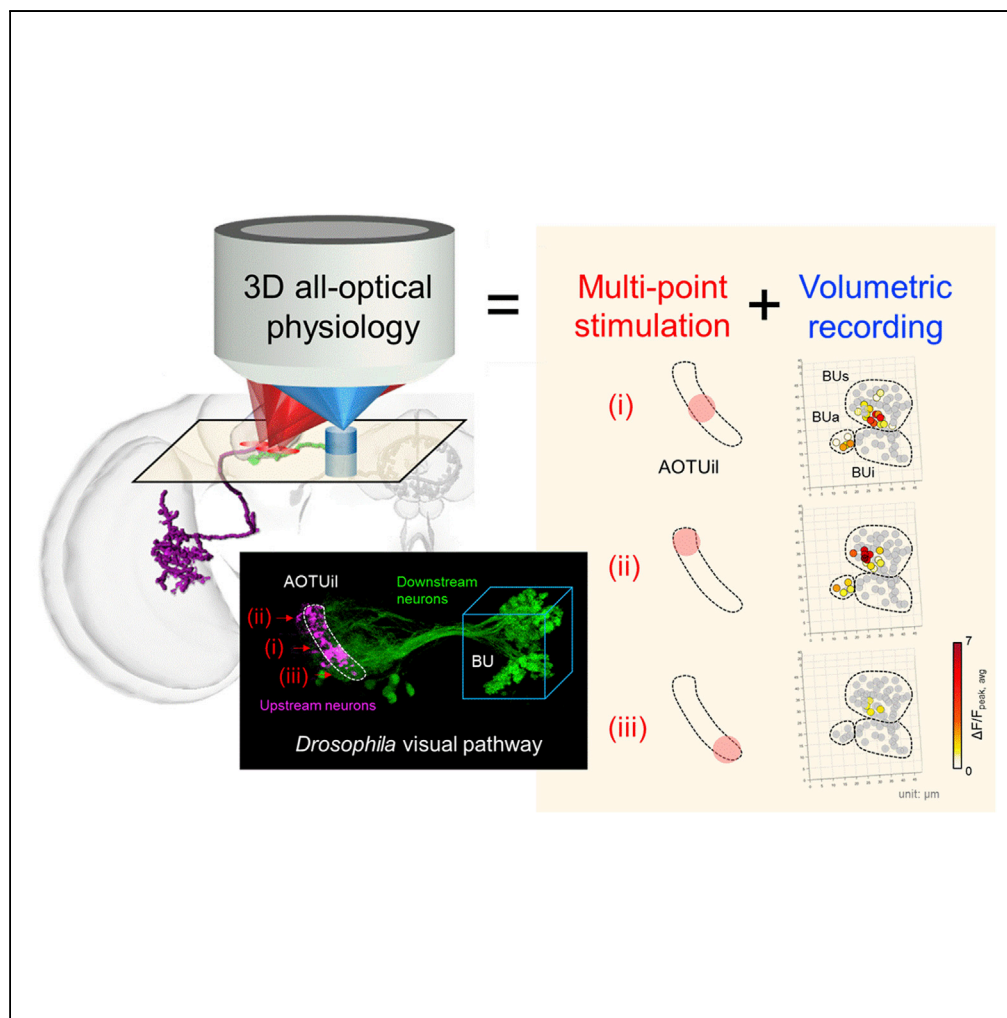 3D all-optical
physiology
=
Multi-point
stimulation
+
Volumetric
recording
(i)
AOTUil
BUs
BUa
BUi
(ii)
(iii)
7
ΔF/F peak, avg
0
unit: μm
AOTUil
Downstream
neurons
(ii)
(i)
(iii)
BU
Upstream neurons
Drosophila visual pathway